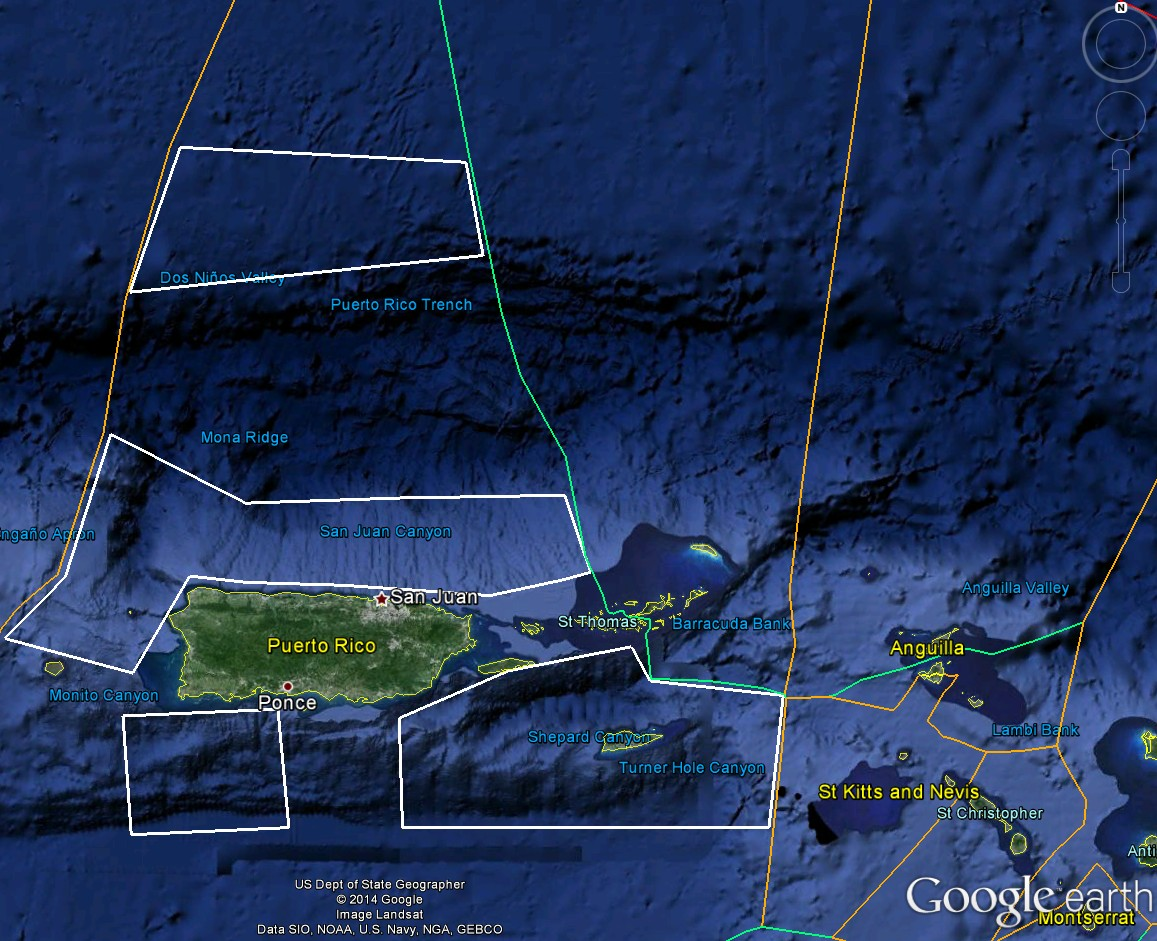 N
Dos Niños Valley
Puerto Rico Trench
Mona Ridge
ngaño Apron
San Juan Canyon
Anguilla Valley
San Juan
St Thomas
Barracuda Bank
Puerto Rico
Anguilla
Monito Canyon
Ponce
Shepard Canyon
Lambi Bank
Turner Hole Canyon
St Kitts and Nevis
St Christopher
Anti
US Dept of State Geographer
© 2014 Google
Image Landsat
Data SIO, NOAA, U.S. Navy, NGA, GEBCO
Google earth
Montserrat